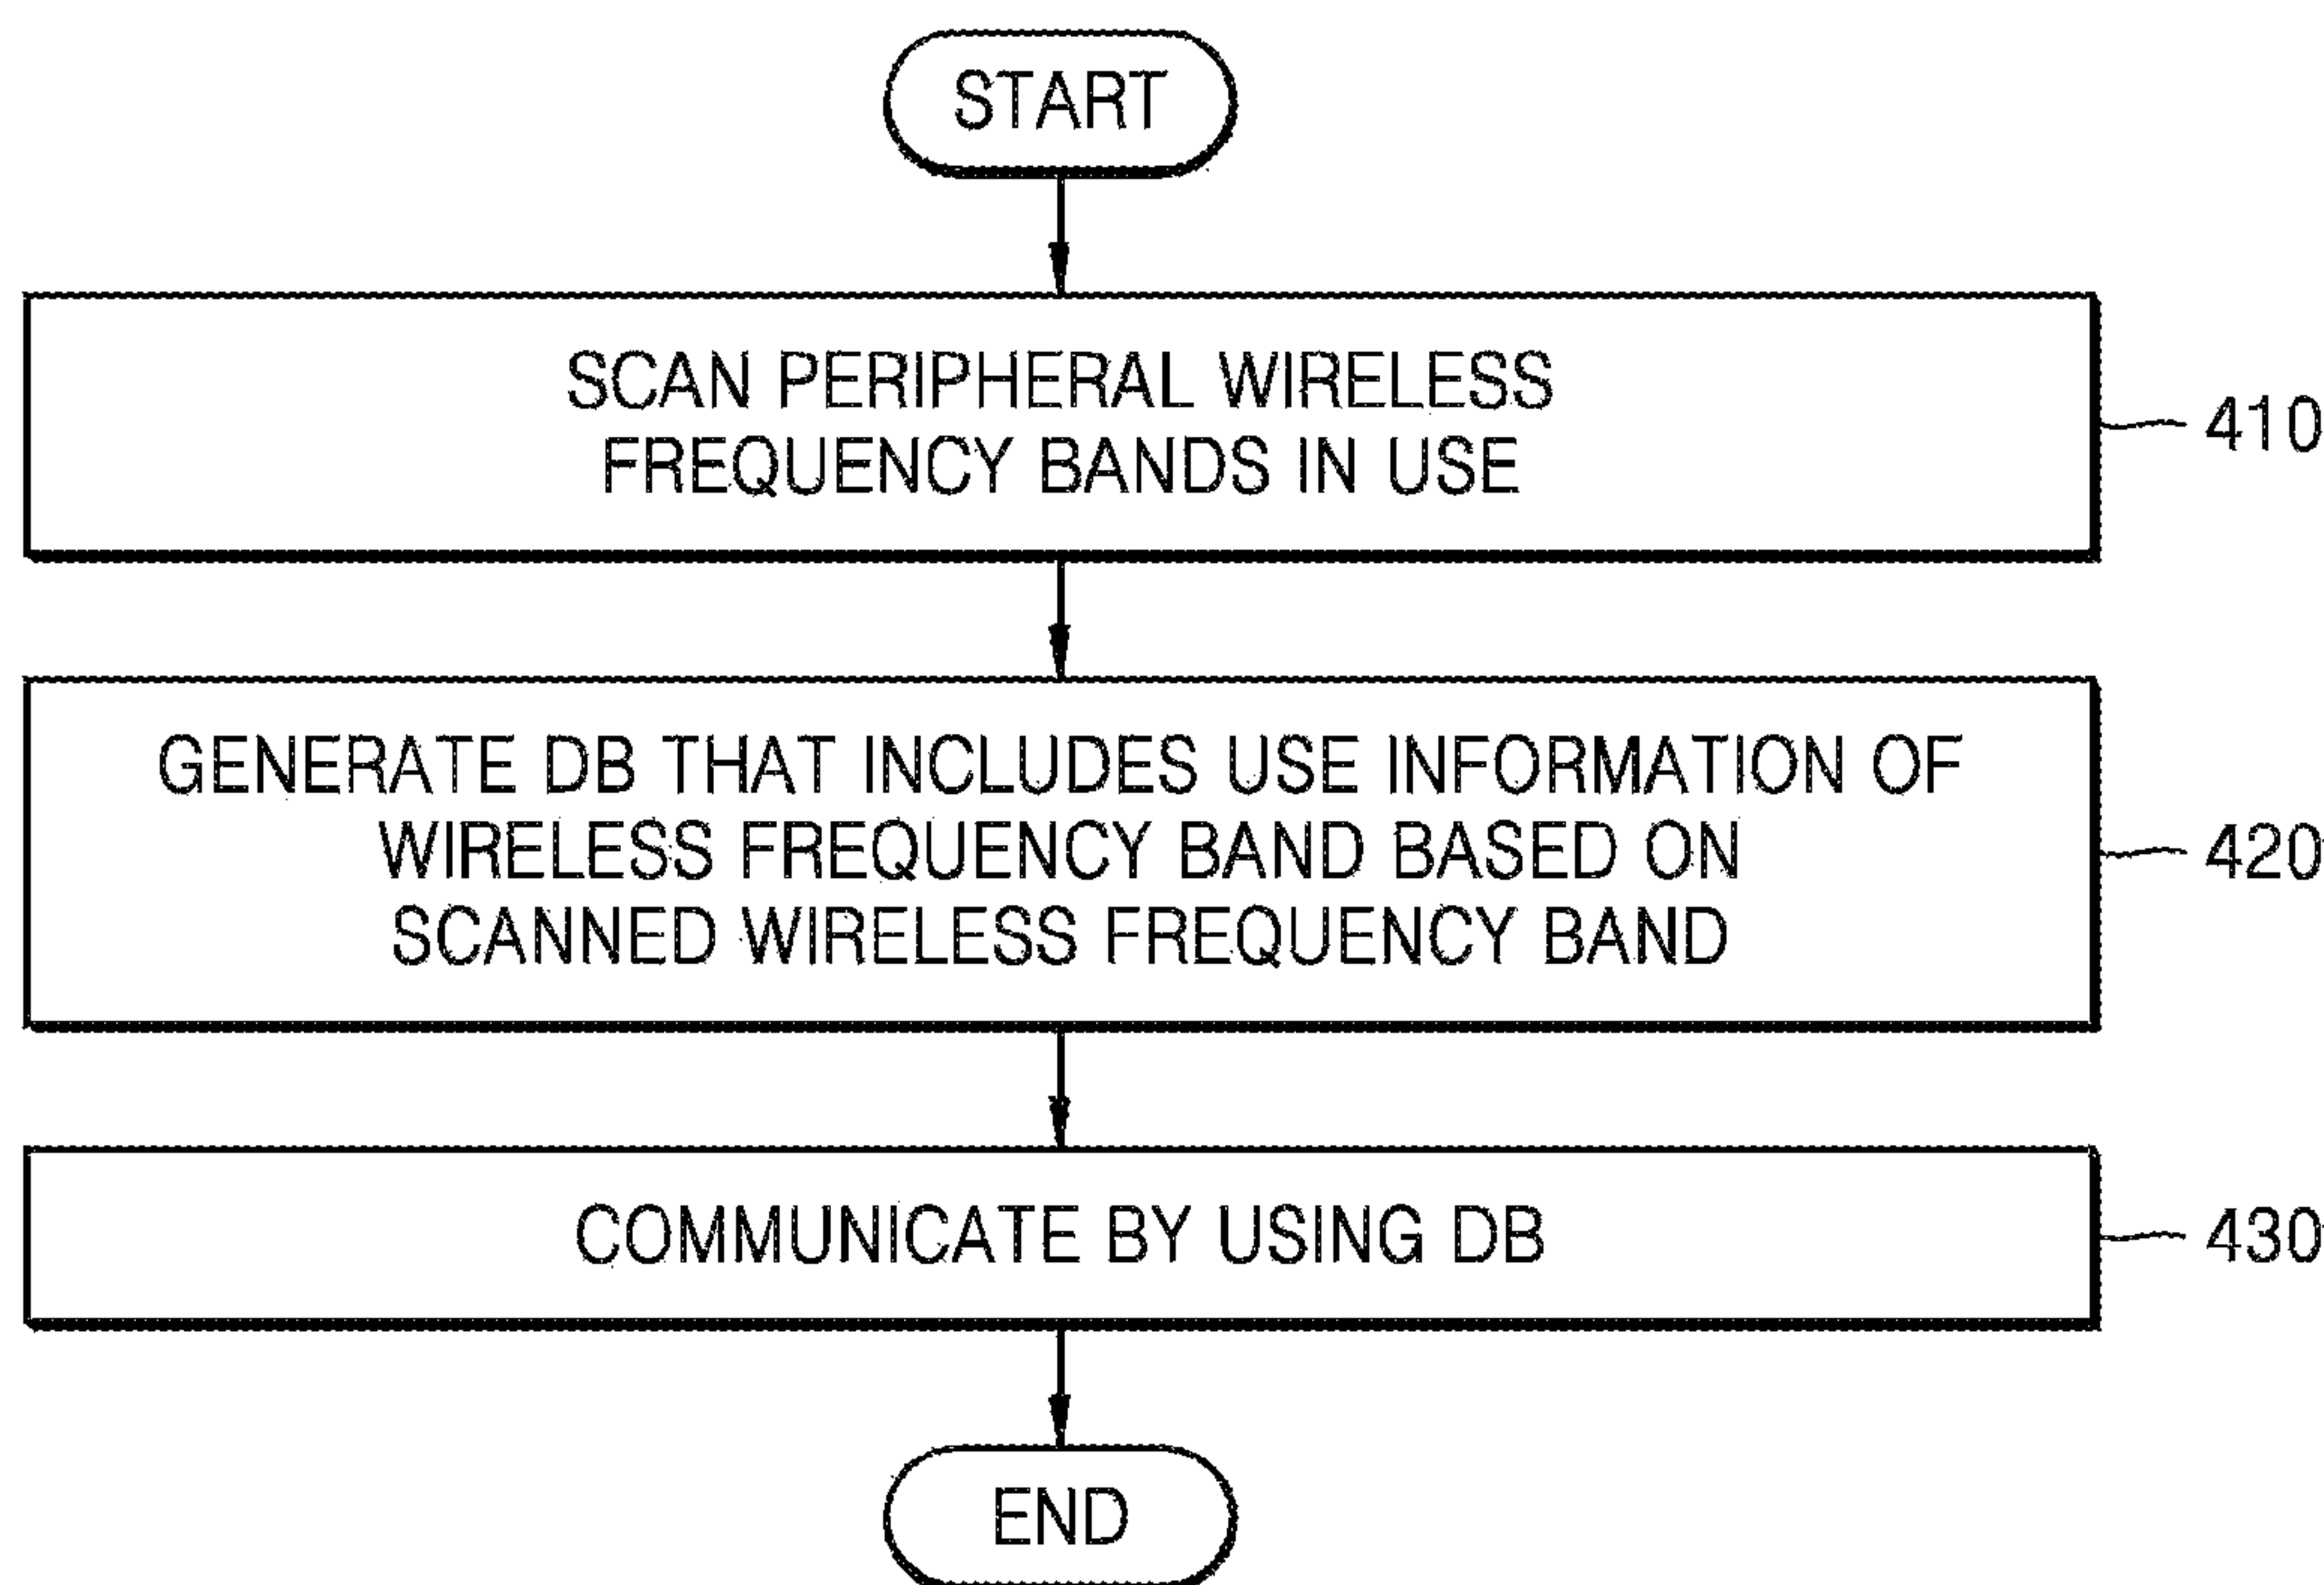 START
SCAN PERIPHERAL WIRELESS
FREQUENCY BANDS IN USE
410
GENERATE DB THAT INCLUDES USE INFORMATION OF
WIRELESS FREQUENCY BAND BASED ON
SCANNED WIRELESS FREQUENCY BAND
420
COMMUNICATE BY USING DB
430
END